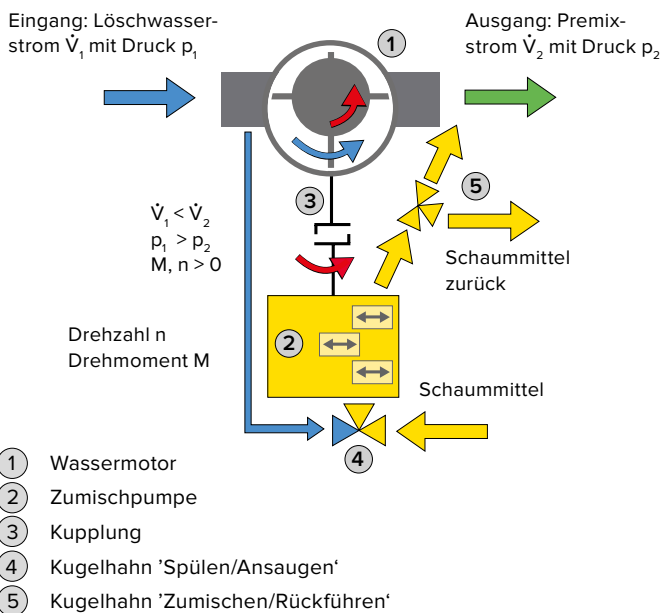 Eingang: Löschwasser-
strom V̇₁ mit Druck p₁
Ausgang: Premix-
strom V̇₂ mit Druck p₂
1
3
5
V̇₁ < V̇₂
p₁ > p₂
M, n > 0
Schaummittel
zurück
Drehzahl n
Drehmoment M
2
Schaummittel
4
1 Wassermotor
2 Zumischpumpe
3 Kupplung
4 Kugelhahn 'Spülen/Ansaugen‘
5 Kugelhahn 'Zumischen/Rückführen‘